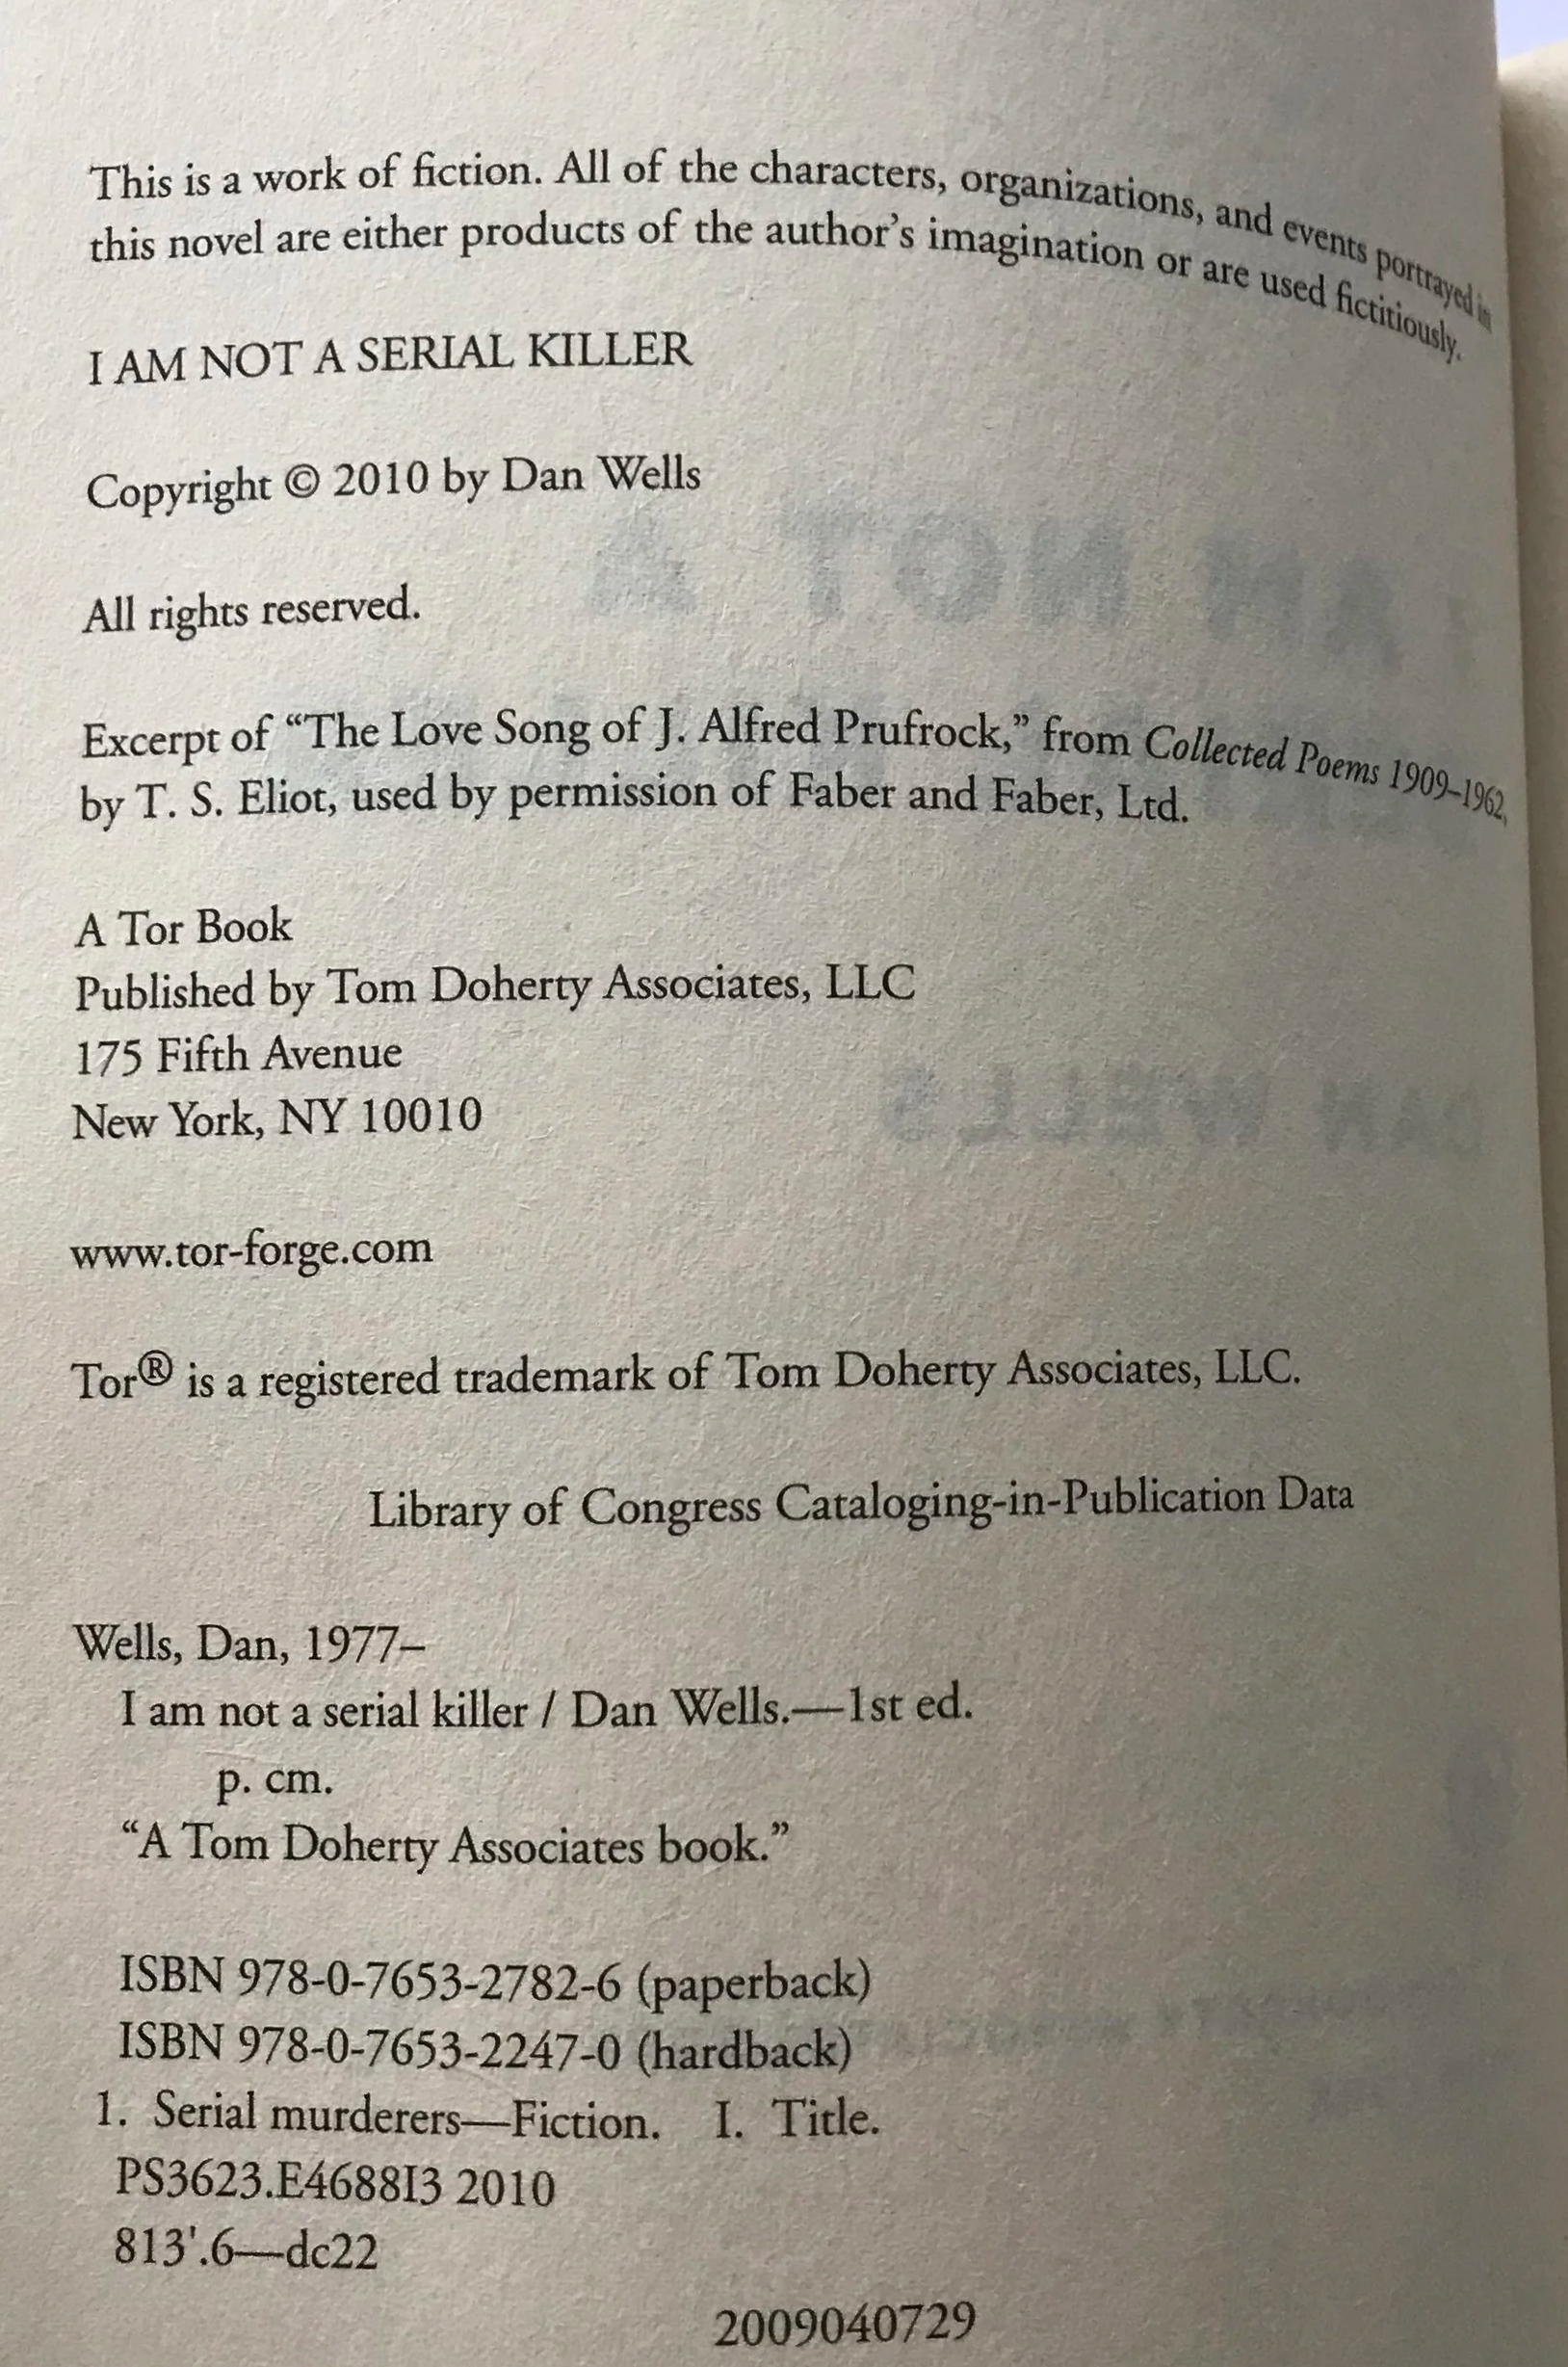 This is a work of fiction. All of the characters, organizations, and events portrayed in
this novel are either products of the author's imagination or are used fictitiously.
I AM NOT A SERIAL KILLER
Copyright © 2010 by Dan Wells
All rights reserved.
Excerpt of “The Love Song of J. Alfred Prufrock,” from Collected Poems 1909–1962,
by T. S. Eliot, used by permission of Faber and Faber, Ltd.
A Tor Book
Published by Tom Doherty Associates, LLC
175 Fifth Avenue
New York, NY 10010
www.tor-forge.com
Tor® is a registered trademark of Tom Doherty Associates, LLC.
Library of Congress Cataloging-in-Publication Data
Wells, Dan, 1977–
I am not a serial killer / Dan Wells.—1st ed.
p. cm.
“A Tom Doherty Associates book.”
ISBN 978-0-7653-2782-6 (paperback)
ISBN 978-0-7653-2247-0 (hardback)
1. Serial murderers—Fiction. I. Title.
PS3623.E4688I3 2010
813'.6—dc22
2009040729